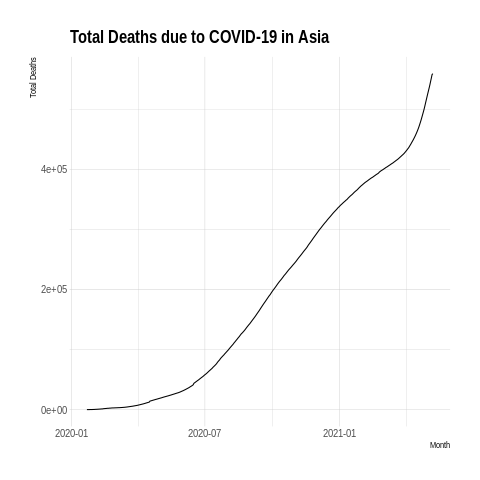 Total Deaths due to COVID-19 in Asia
Total Deaths
4e+05
2e+05
0e+00
2020-01 2020-07 2021-01
Month